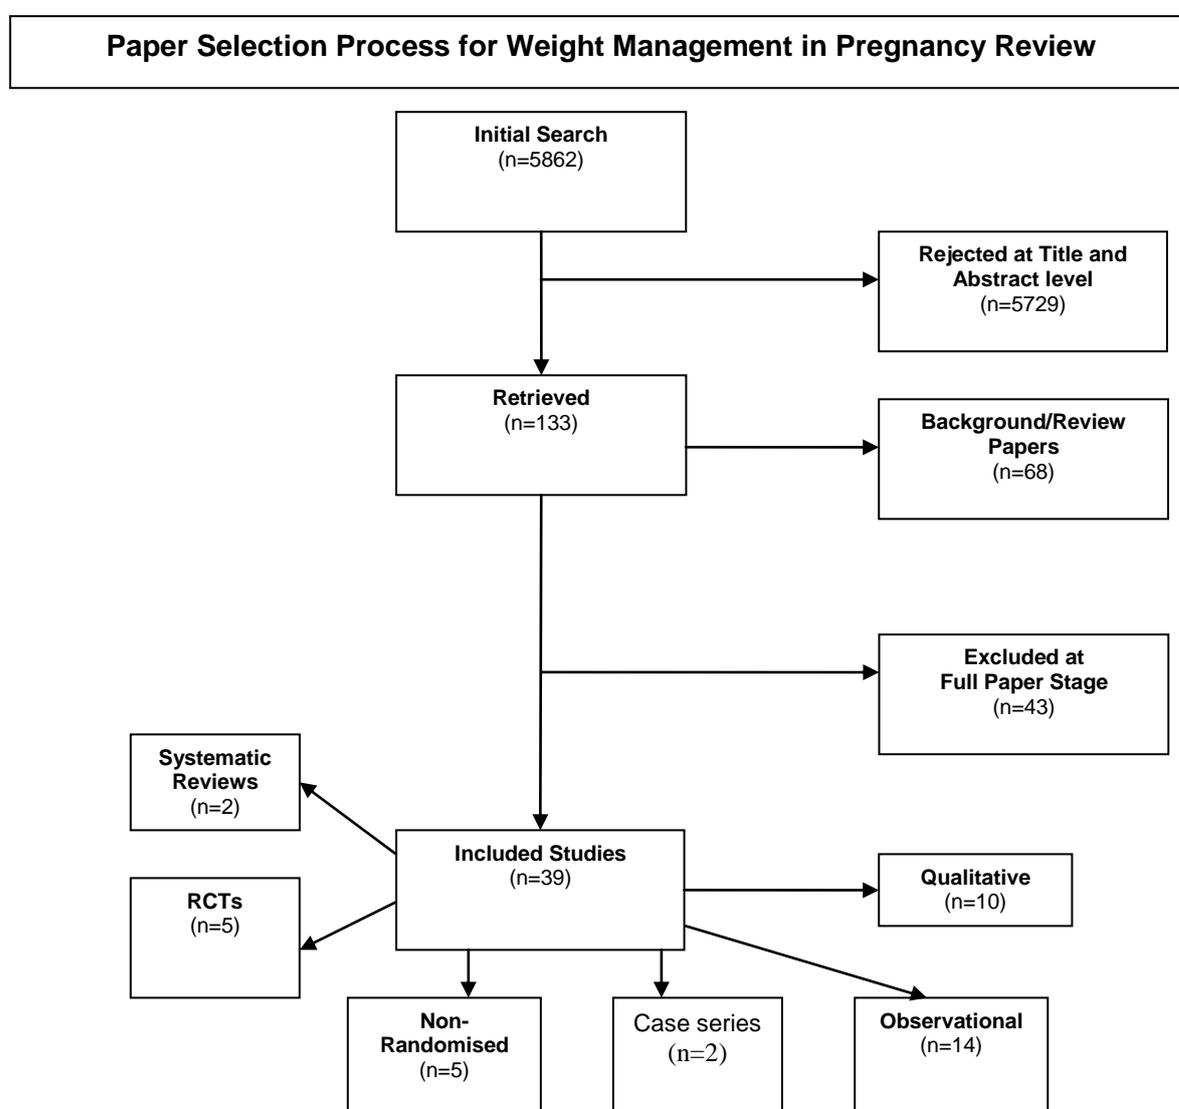 Paper Selection Process for Weight Management in Pregnancy Review
Initial Search
(n=5862)
Rejected at Title and
Abstract level
(n=5729)
Retrieved
(n=133)
Background/Review
Papers
(n=68)
Excluded at
Full Paper Stage
(n=43)
Systematic
Reviews
(n=2)
Included Studies
(n=39)
Qualitative
(n=10)
RCTs
(n=5)
Non-
Randomised
(n=5)
Case series
(n=2)
Observational
(n=14)